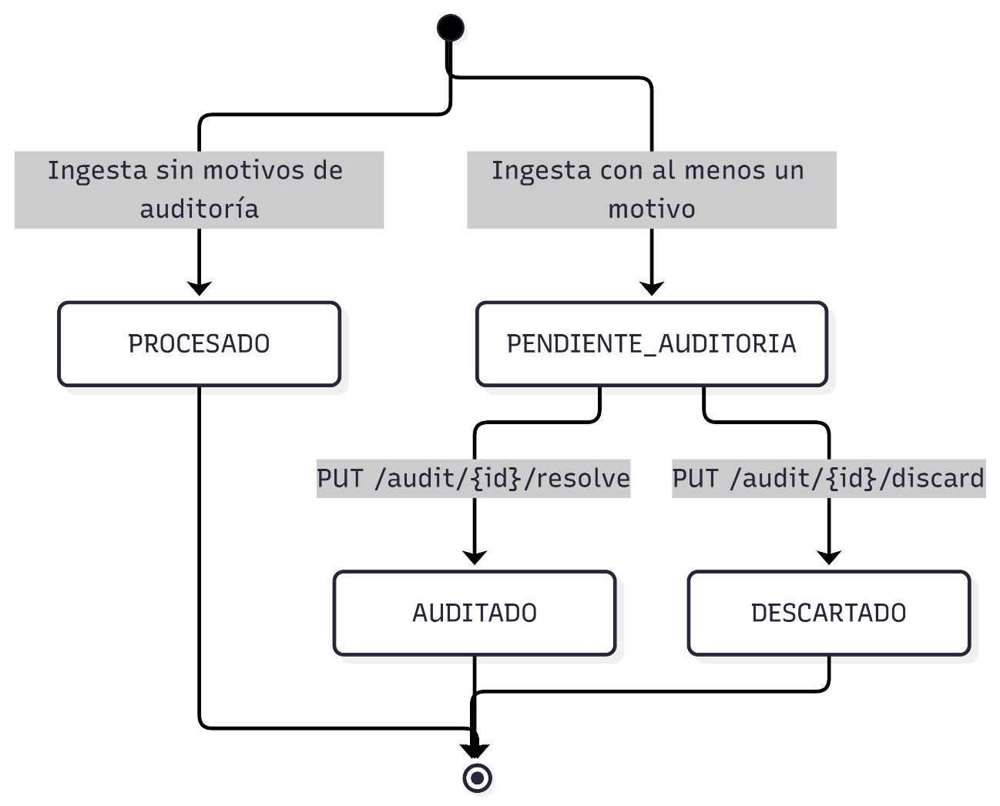 Ingesta sin motivos de
auditoría
Ingesta con al menos un
motivo
PROCESADO
PENDIENTE_AUDITORIA
PUT /audit/{id}/resolve
PUT /audit/{id}/discard
AUDITADO
DESCARTADO